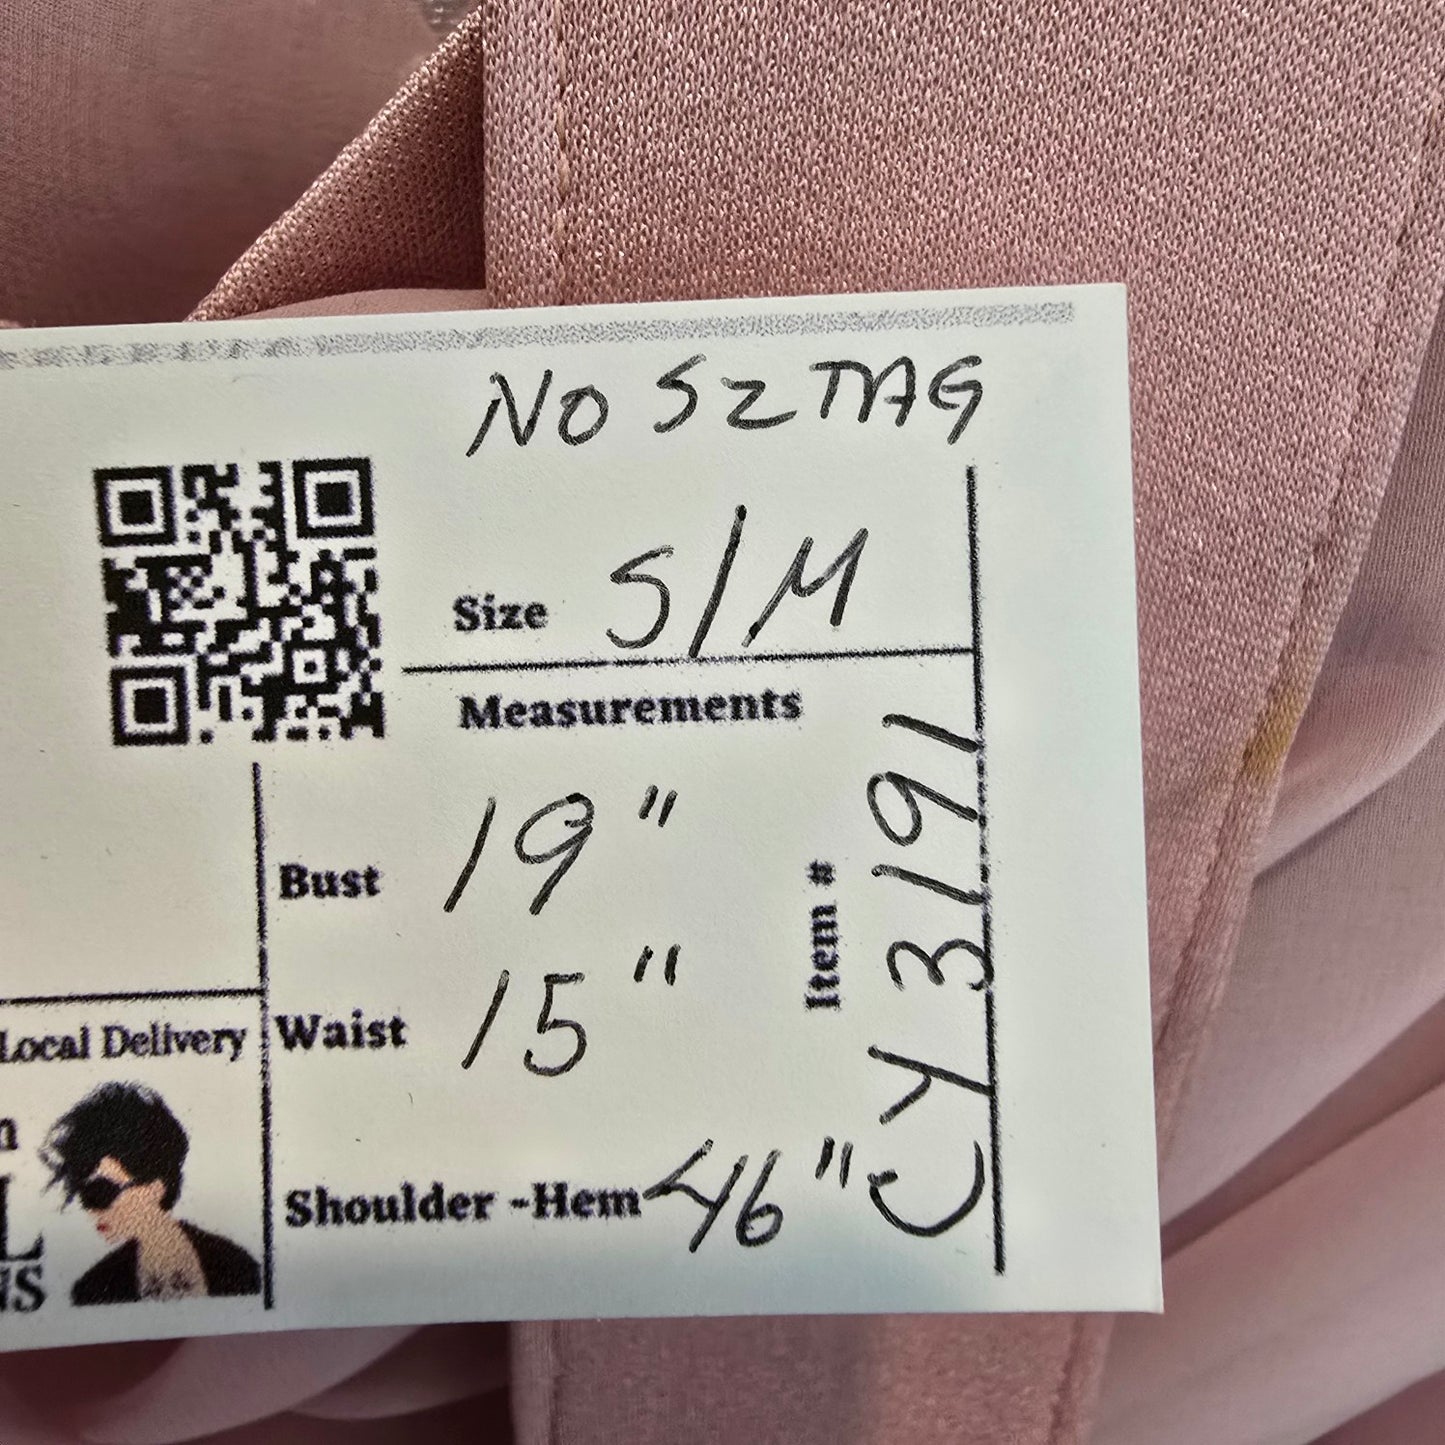 NO SZ TAG
Size S/M
Measurements
Bust 19"
Waist 15"
Shoulder -Hem 46"
Item # CY3191
Local Delivery